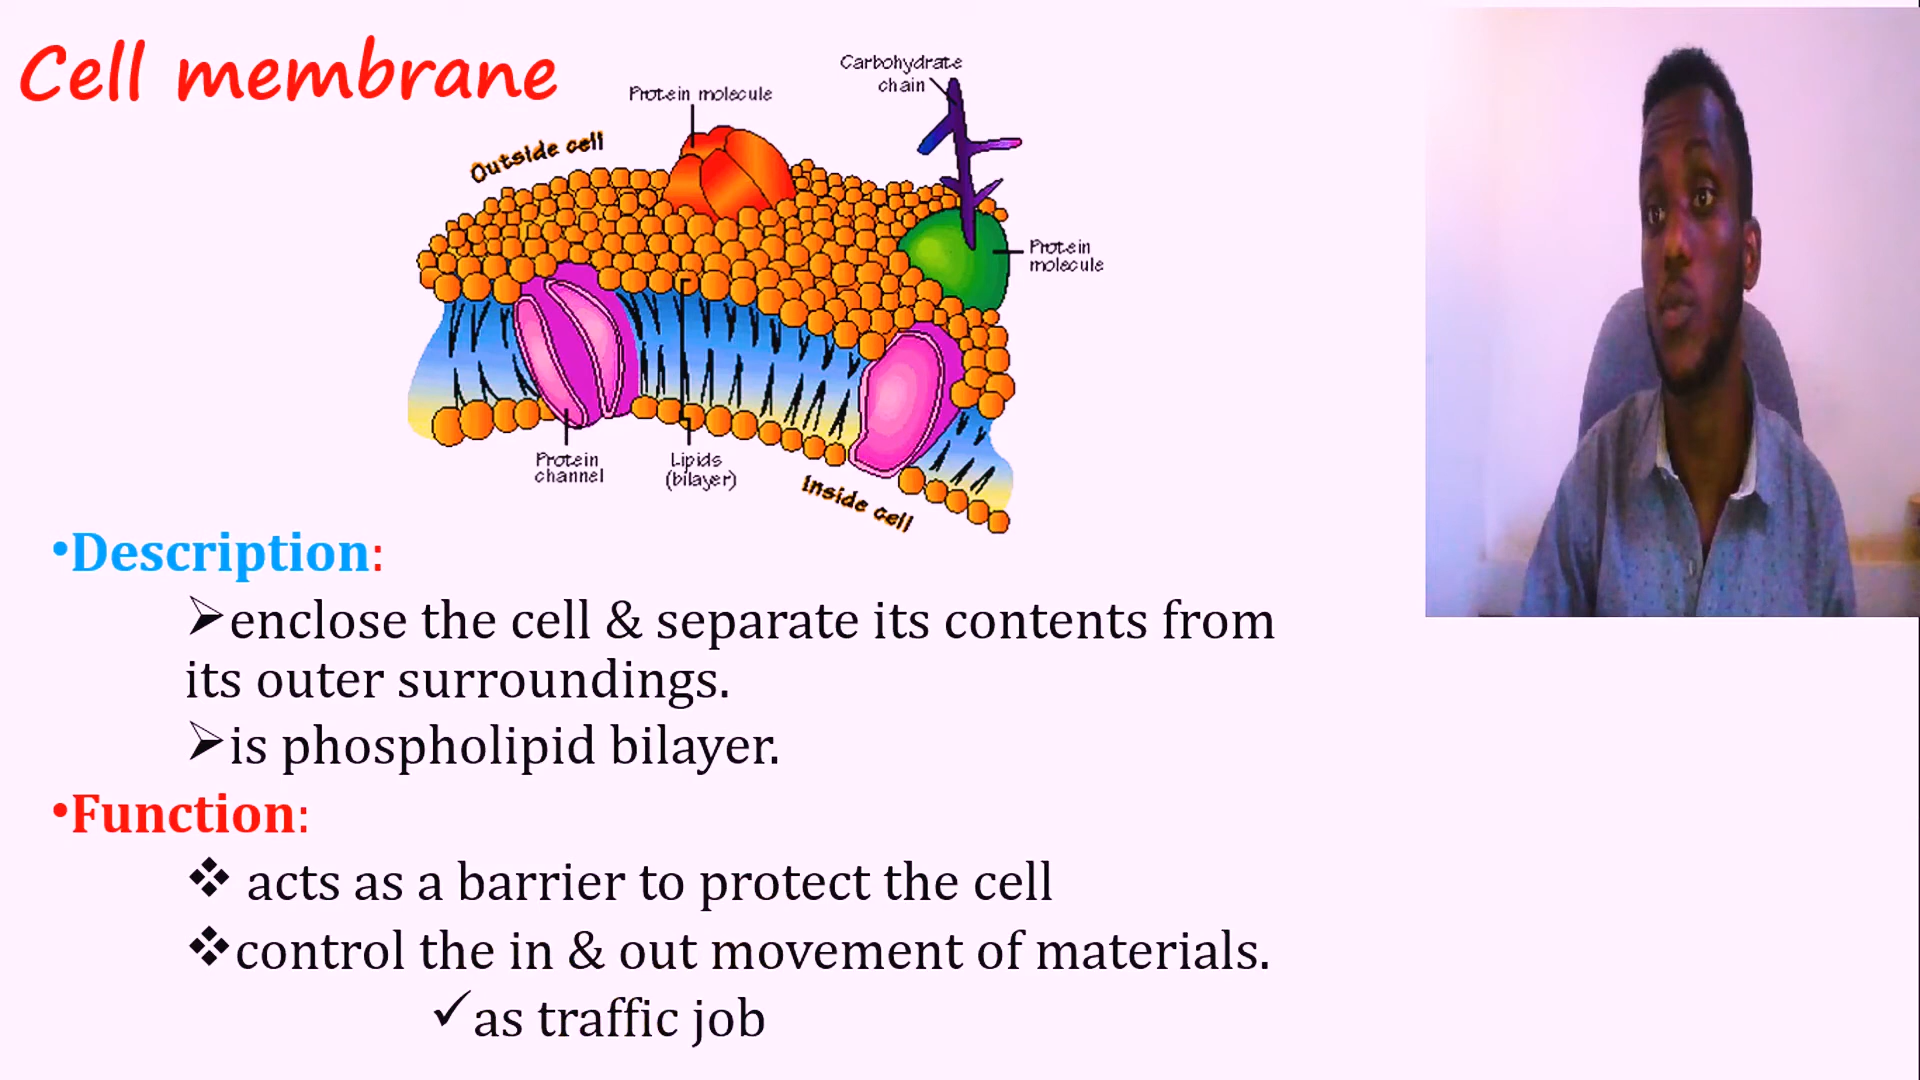 Cell membrane
Carbohydrate
chain
Protein molecule
Outside cell
Protein
molecule
Protein
channel
Lipids
(bilayer)
Inside cell
•Description:
➢enclose the cell & separate its contents from
its outer surroundings.
➢is phospholipid bilayer.
•Function:
❖ acts as a barrier to protect the cell
❖control the in & out movement of materials.
✓as traffic job